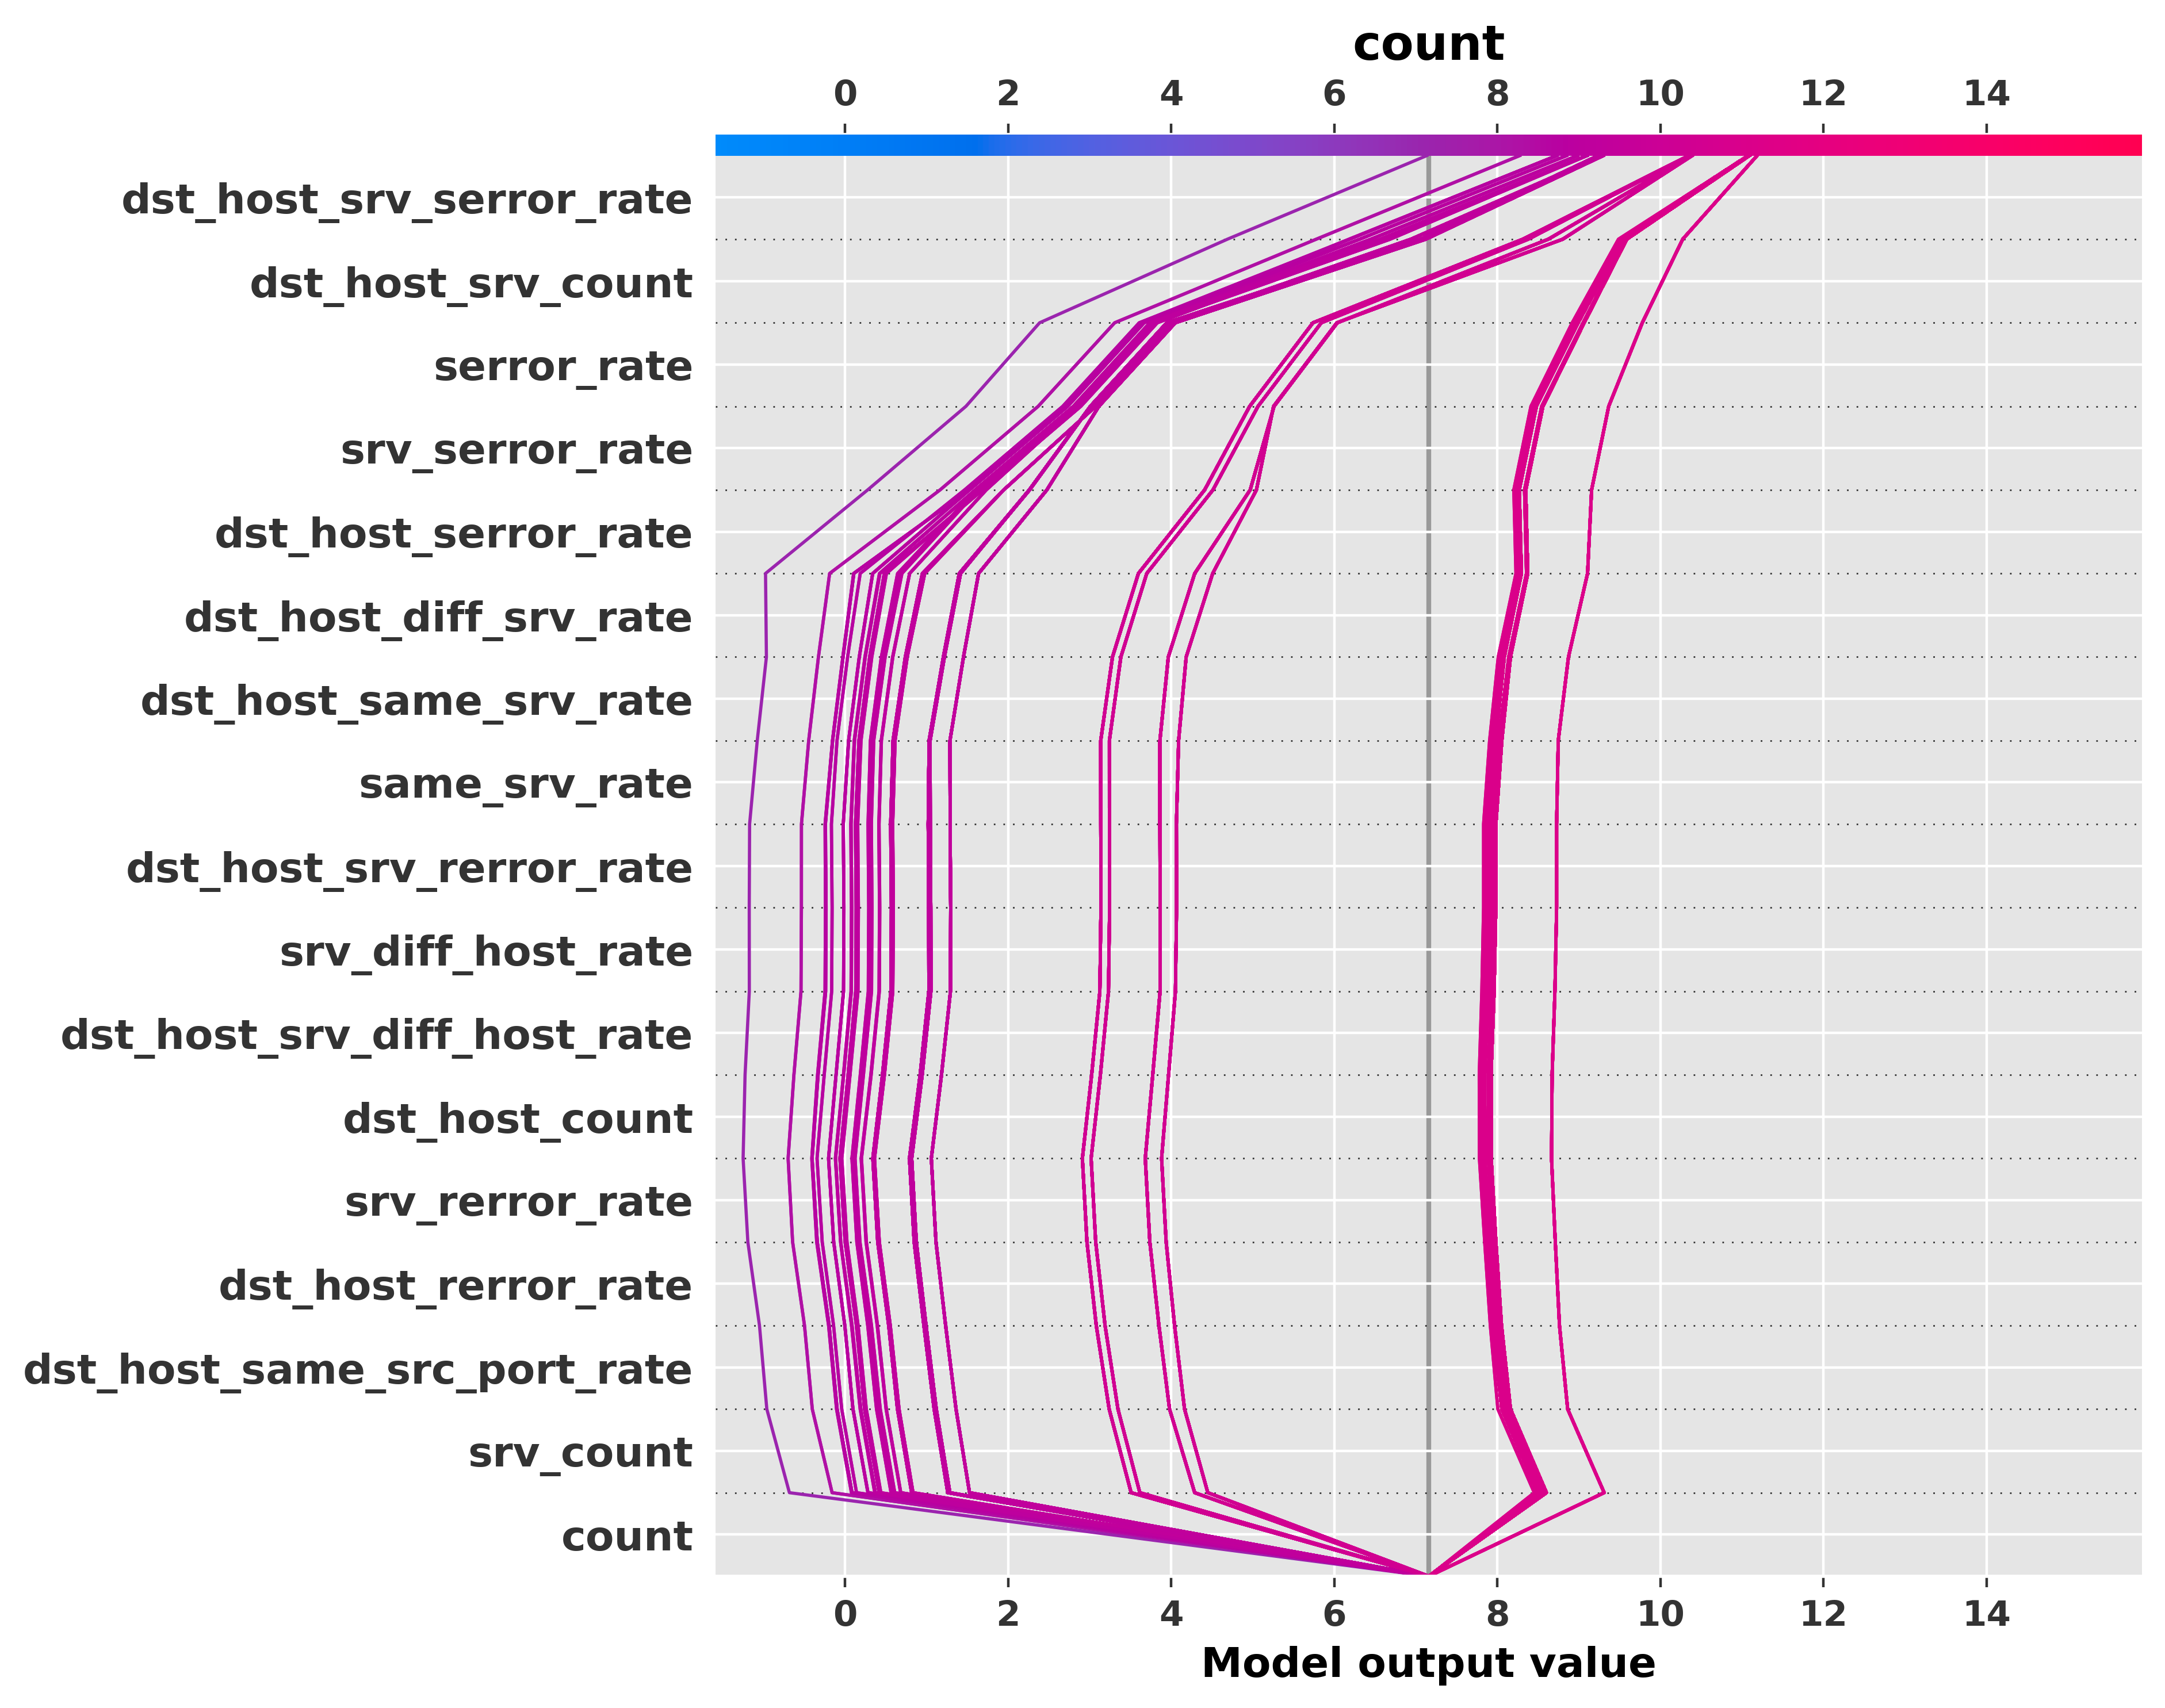 count
0 2 4 6 8 10 12 14
dst_host_srv_serror_rate
dst_host_srv_count
serror_rate
srv_serror_rate
dst_host_serror_rate
dst_host_diff_srv_rate
dst_host_same_srv_rate
same_srv_rate
dst_host_srv_rerror_rate
srv_diff_host_rate
dst_host_srv_diff_host_rate
dst_host_count
srv_rerror_rate
dst_host_rerror_rate
dst_host_same_src_port_rate
srv_count
count
0 2 4 6 8 10 12 14
Model output value